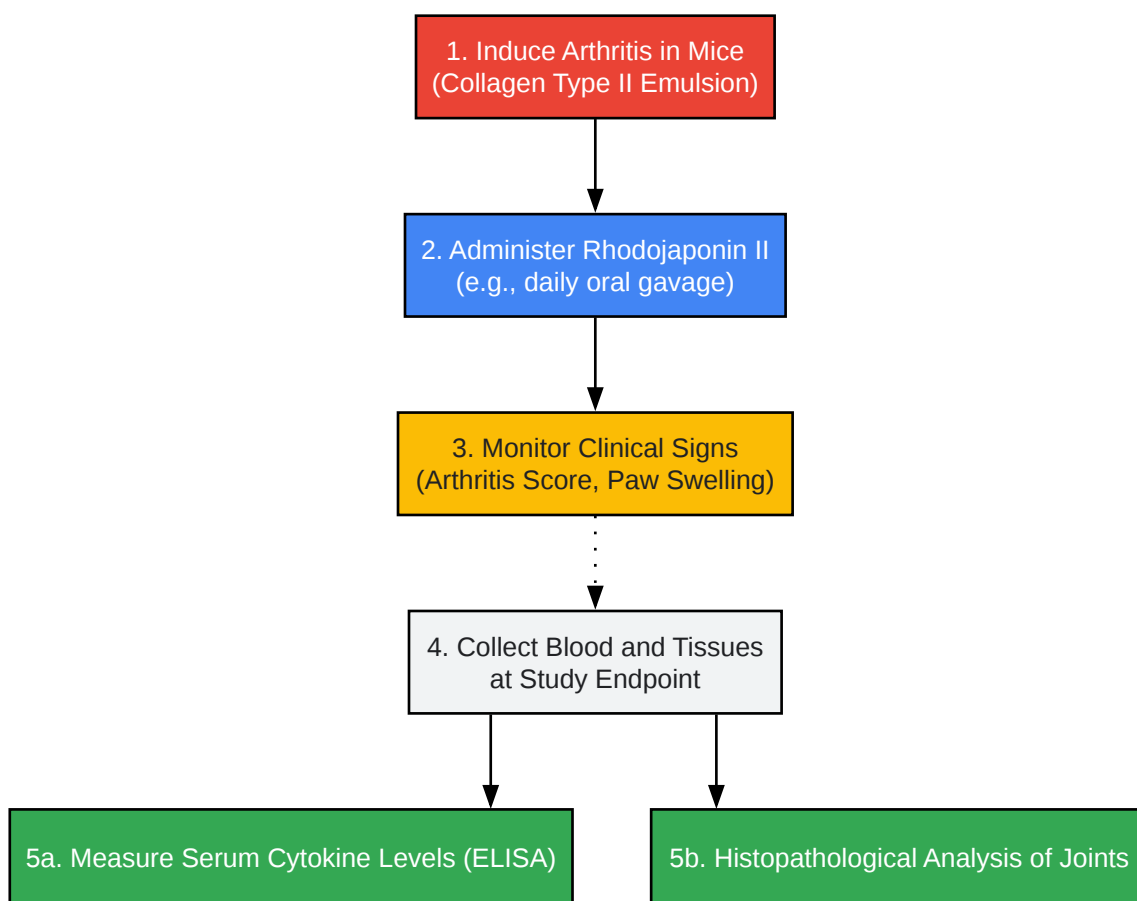 1. Induce Arthritis in Mice
(Collagen Type II Emulsion)
2. Administer Rhodojaponin II
(e.g., daily oral gavage)
3. Monitor Clinical Signs
(Arthritis Score, Paw Swelling)
4. Collect Blood and Tissues
at Study Endpoint
5a. Measure Serum Cytokine Levels (ELISA)
5b. Histopathological Analysis of Joints